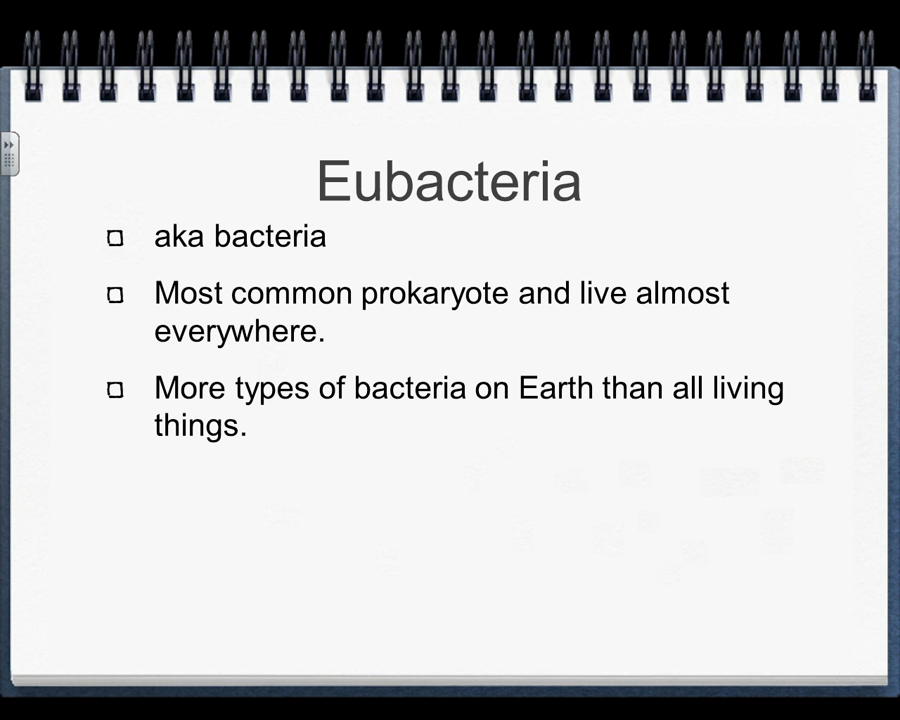 Eubacteria
aka bacteria
Most common prokaryote and live almost
everywhere.
More types of bacteria on Earth than all living
things.